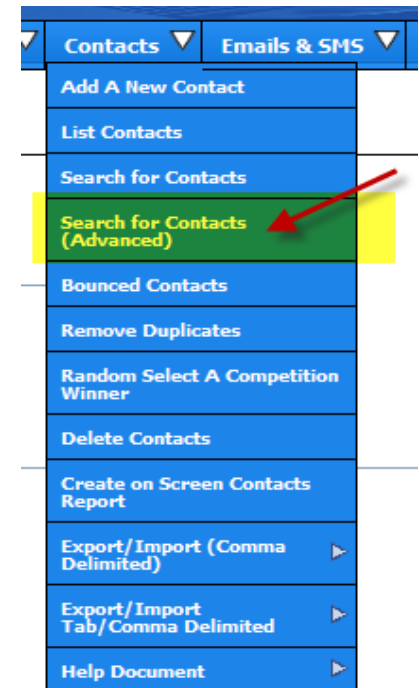 Contacts Emails & SMS
Add A New Contact
List Contacts
Search for Contacts
Search for Contacts
(Advanced)
Bounced Contacts
Remove Duplicates
Random Select A Competition
Winner
Delete Contacts
Create on Screen Contacts
Report
Export/Import (Comma
Delimited)
Export/Import
Tab/Comma Delimited
Help Document